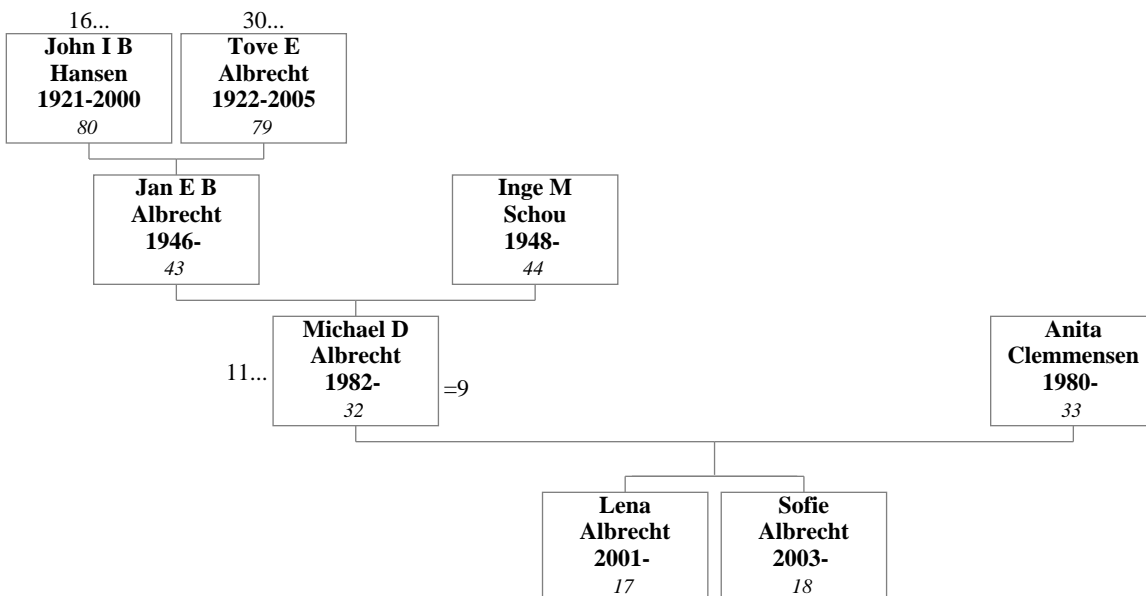 16...
30...
John I B
Hansen
1921-2000
80
Tove E
Albrecht
1922-2005
79
Jan E B
Albrecht
1946-
43
Inge M
Schou
1948-
44
11...
Michael D
Albrecht
1982-
32
=9
Anita
Clemmensen
1980-
33
Lena
Albrecht
2001-
17
Sofie
Albrecht
2003-
18